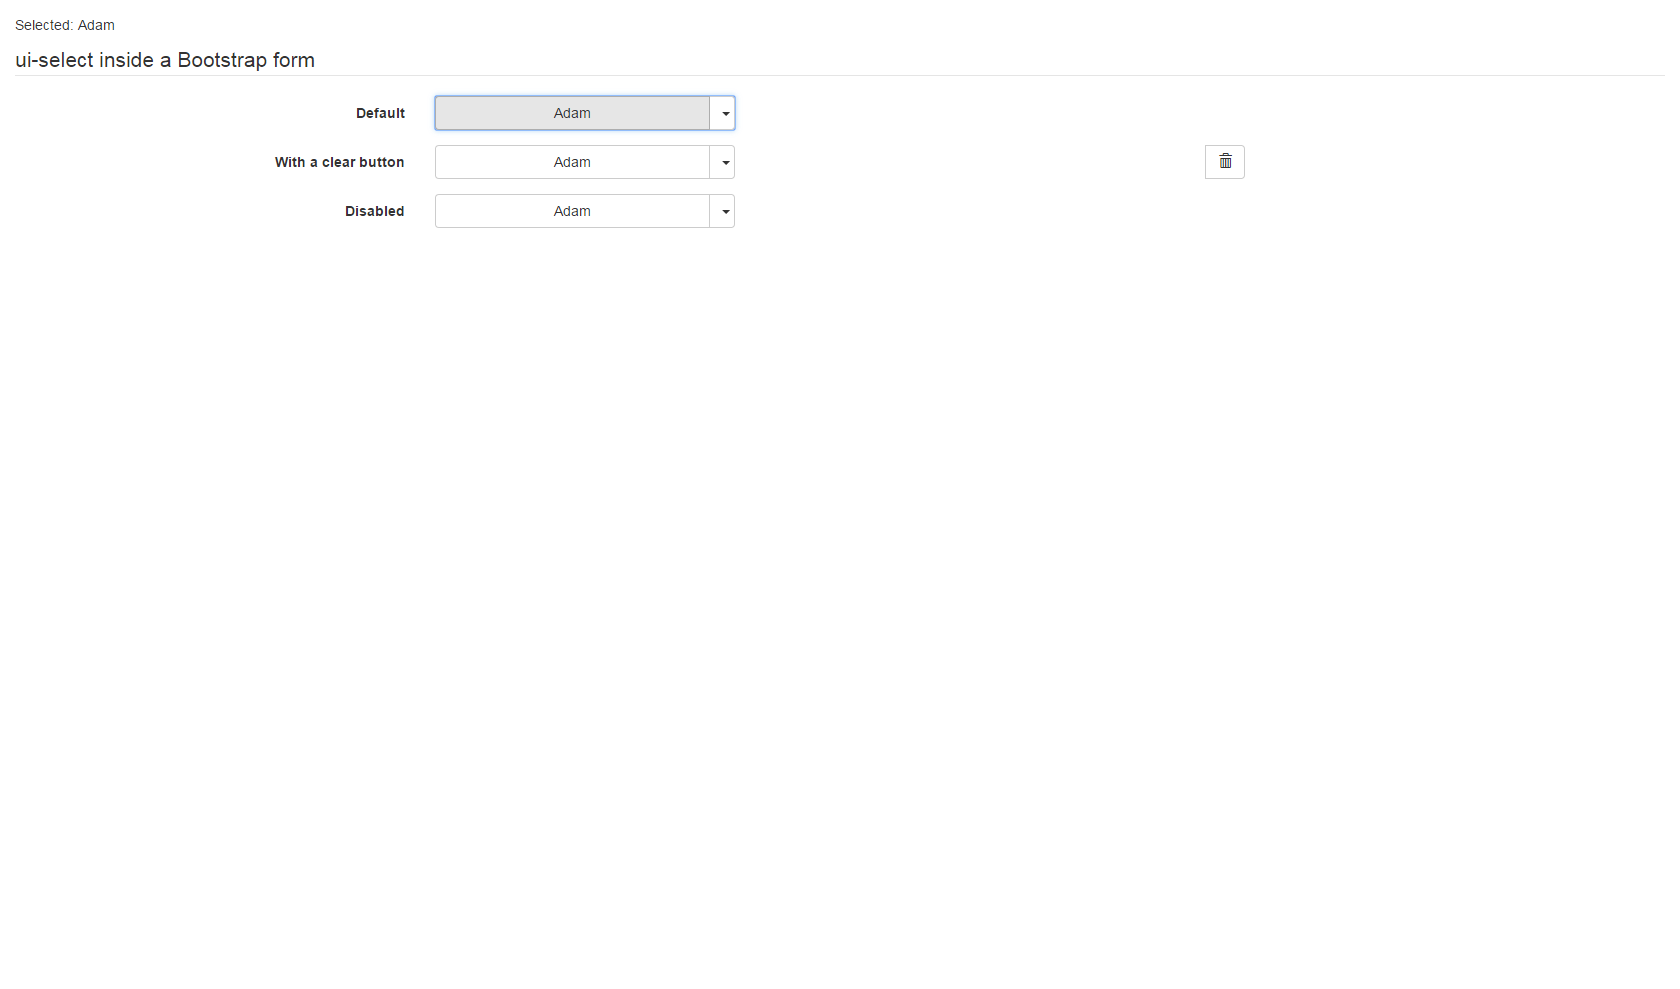 Selected: Adam
ui-select inside a Bootstrap form
Default Adam
With a clear button Adam
Disabled Adam